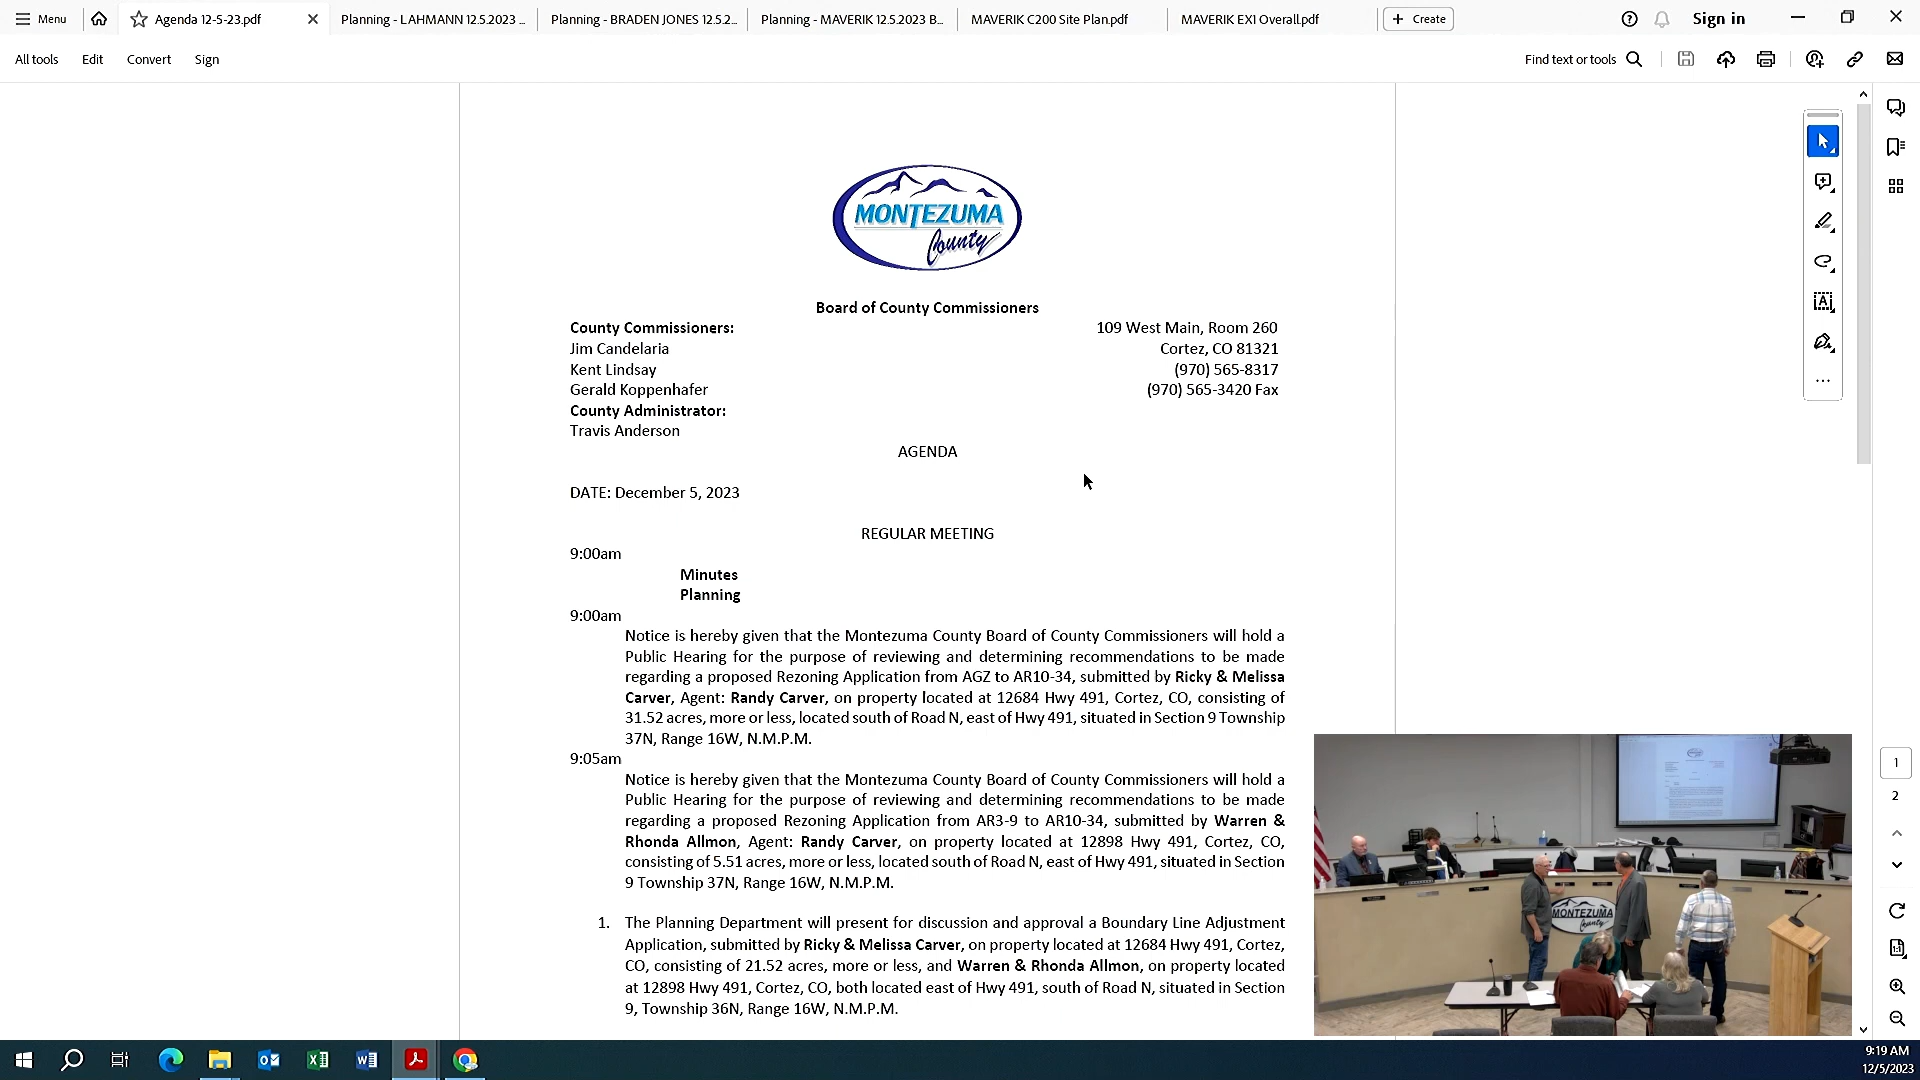 Menu
Agenda 12-5-23.pdf
Planning - LAHMANN 12.5.2023 ...
Planning - BRADEN JONES 12.5.2...
Planning - MAVERIK 12.5.2023 B...
MAVERIK C200 Site Plan.pdf
MAVERIK EXI Overall.pdf
+ Create
Sign in
All tools
Edit
Convert
Sign
Find text or tools
MONTEZUMA
County
Board of County Commissioners
County Commissioners:
109 West Main, Room 260
Jim Candelaria
Cortez, CO 81321
Kent Lindsay
(970) 565-8317
Gerald Koppenhafer
(970) 565-3420 Fax
County Administrator:
Travis Anderson
AGENDA
DATE: December 5, 2023
REGULAR MEETING
9:00am
Minutes
Planning
9:00am
Notice is hereby given that the Montezuma County Board of County Commissioners will hold a
Public Hearing for the purpose of reviewing and determining recommendations to be made
regarding a proposed Rezoning Application from AGZ to AR10-34, submitted by Ricky & Melissa
Carver, Agent: Randy Carver, on property located at 12684 Hwy 491, Cortez, CO, consisting of
31.52 acres, more or less, located south of Road N, east of Hwy 491, situated in Section 9 Township
37N, Range 16W, N.M.P.M.
9:05am
Notice is hereby given that the Montezuma County Board of County Commissioners will hold a
Public Hearing for the purpose of reviewing and determining recommendations to be made
regarding a proposed Rezoning Application from AR3-9 to AR10-34, submitted by Warren &
Rhonda Allmon, Agent: Randy Carver, on property located at 12898 Hwy 491, Cortez, CO,
consisting of 5.51 acres, more or less, located south of Road N, east of Hwy 491, situated in Section
9 Township 37N, Range 16W, N.M.P.M.
1. The Planning Department will present for discussion and approval a Boundary Line Adjustment
Application, submitted by Ricky & Melissa Carver, on property located at 12684 Hwy 491, Cortez,
CO, consisting of 21.52 acres, more or less, and Warren & Rhonda Allmon, on property located
at 12898 Hwy 491, Cortez, CO, both located east of Hwy 491, south of Road N, situated in Section
9, Township 36N, Range 16W, N.M.P.M.
MONTEZUMA
County
1
2
9:19 AM
12/5/2023